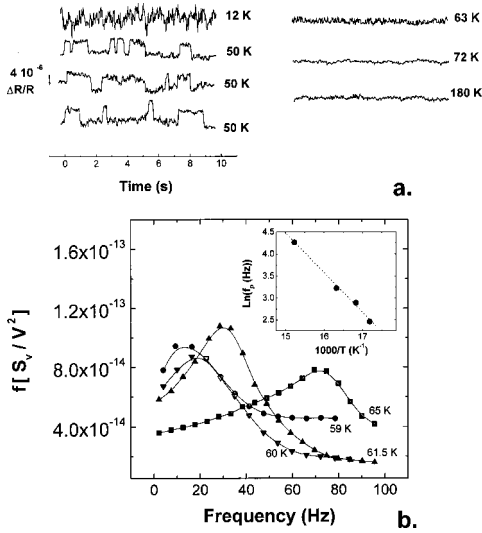 12 K
50 K
4 10⁻⁶
ΔR/R
50 K
50 K
0 2 4 6 8 10
Time (s)
63 K
72 K
180 K
a.
1.6x10⁻¹³
1.2x10⁻¹³
8.0x10⁻¹⁴
4.0x10⁻¹⁴
f[ Sᵥ / V² ]
4.5
4.0
3.5
3.0
2.5
Ln(fₚ (Hz))
15 16 17
1000/T (K⁻¹)
65 K
59 K
60 K
61.5 K
0 20 40 60 80 100
Frequency (Hz)
b.